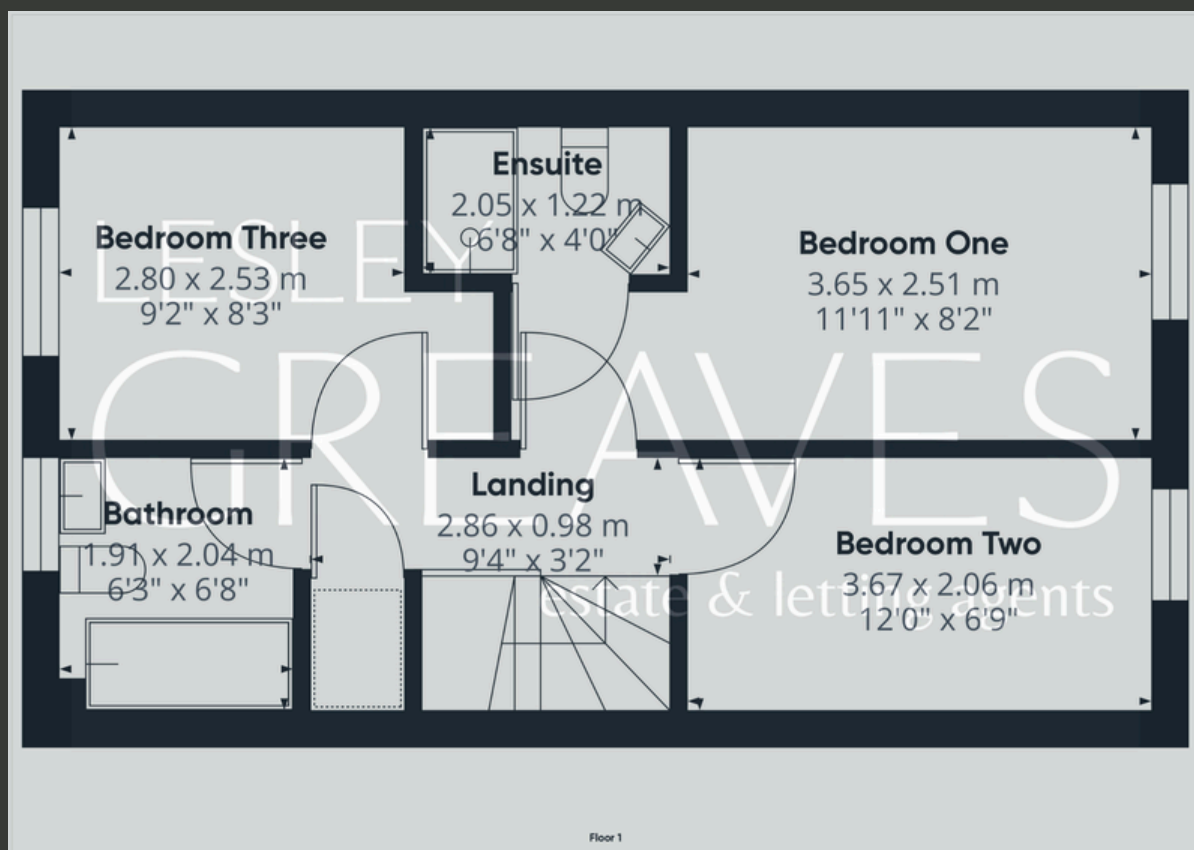 Ensuite
2.05 x 1.22 m
6'8" x 4'0"
Bedroom Three
2.80 x 2.53 m
9'2" x 8'3"
Bedroom One
3.65 x 2.51 m
11'11" x 8'2"
LESLEY
GREAVES
estate & letting agents
Landing
2.86 x 0.98 m
9'4" x 3'2"
Bathroom
1.91 x 2.04 m
6'3" x 6'8"
Bedroom Two
3.67 x 2.06 m
12'0" x 6'9"
Floor 1